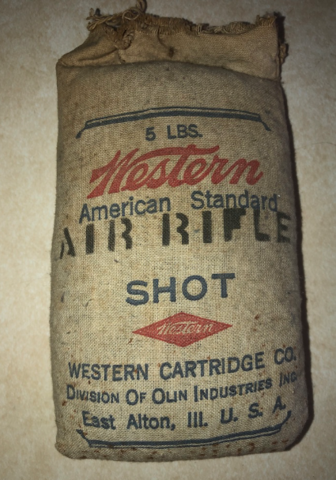 5 LBS.
Western
American Standard
AIR RIFLE
SHOT
Western
WESTERN CARTRIDGE CO.
DIVISION OF OLIN INDUSTRIES INC.
East Alton, Ill. U. S. A.